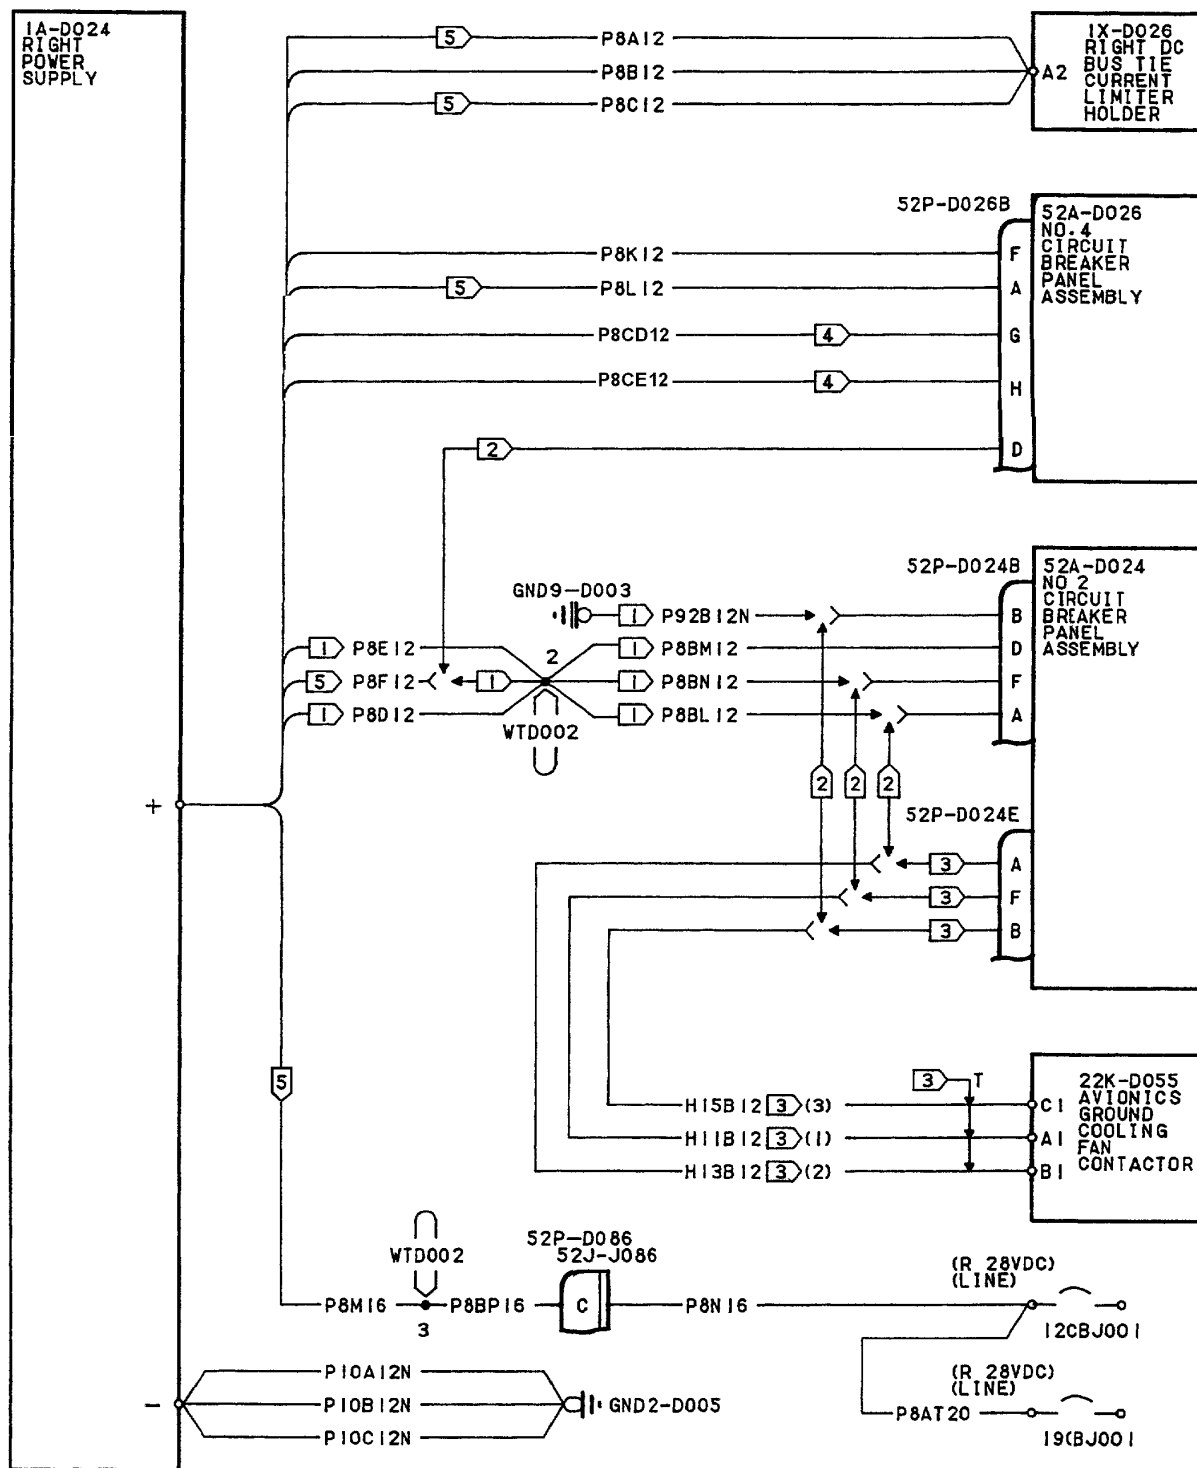 1A-D024
RIGHT
POWER
SUPPLY
5
P8A12
P8B12
5
P8C12
A2
1X-D026
RIGHT DC
BUS TIE
CURRENT
LIMITER
HOLDER
52P-D026B
52A-D026
NO.4
CIRCUIT
BREAKER
PANEL
ASSEMBLY
P8K12
F
5
P8L12
A
P8CD12
4
G
P8CE12
4
H
2
D
52P-D024B
52A-D024
NO 2
CIRCUIT
BREAKER
PANEL
ASSEMBLY
GND9-D003
1
P92B12N
B
1
P8E12
2
1
P8BM12
D
5
P8F12
1
1
P8BN12
F
1
P8D12
1
P8BL12
A
WTD002
2
2
2
+
52P-D024E
3
A
3
F
3
B
5
3
T
22K-D055
AVIONICS
GROUND
COOLING
FAN
CONTACTOR
H15B12
3
(3)
C1
H11B12
3
(1)
A1
H13B12
3
(2)
B1
WTD002
52P-D086
52J-J086
(R 28VDC)
(LINE)
P8M16
P8BP16
C
P8N16
3
12CBJ001
P10A12N
P10B12N
P10C12N
-
GND2-D005
(R 28VDC)
(LINE)
P8AT20
19(BJ001